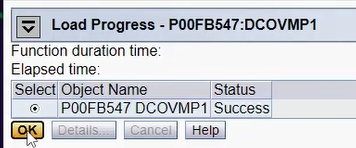 Load Progress - P00FB547:DCOVMP1
Function duration time:
Elapsed time:
Select Object Name Status
P00FB547 DCOVMP1 Success
OK Details... Cancel Help